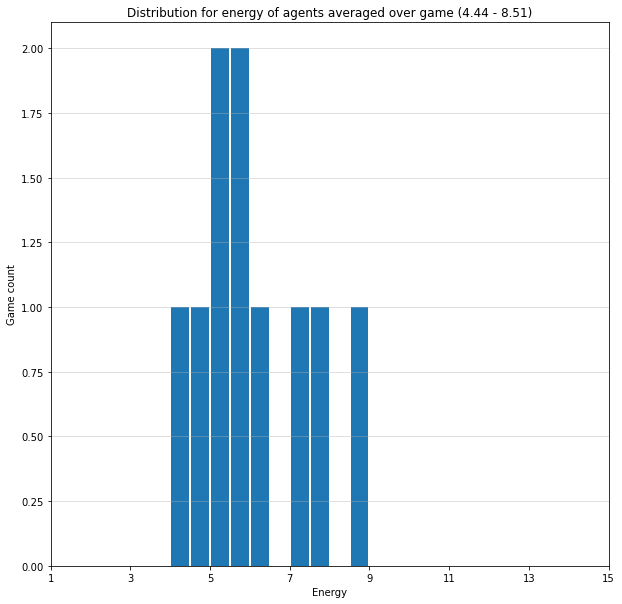 Distribution for energy of agents averaged over game (4.44 - 8.51)
2.00
1.75
1.50
1.25
1.00
0.75
0.50
0.25
0.00
Game count
1 3 5 7 9 11 13 15
Energy